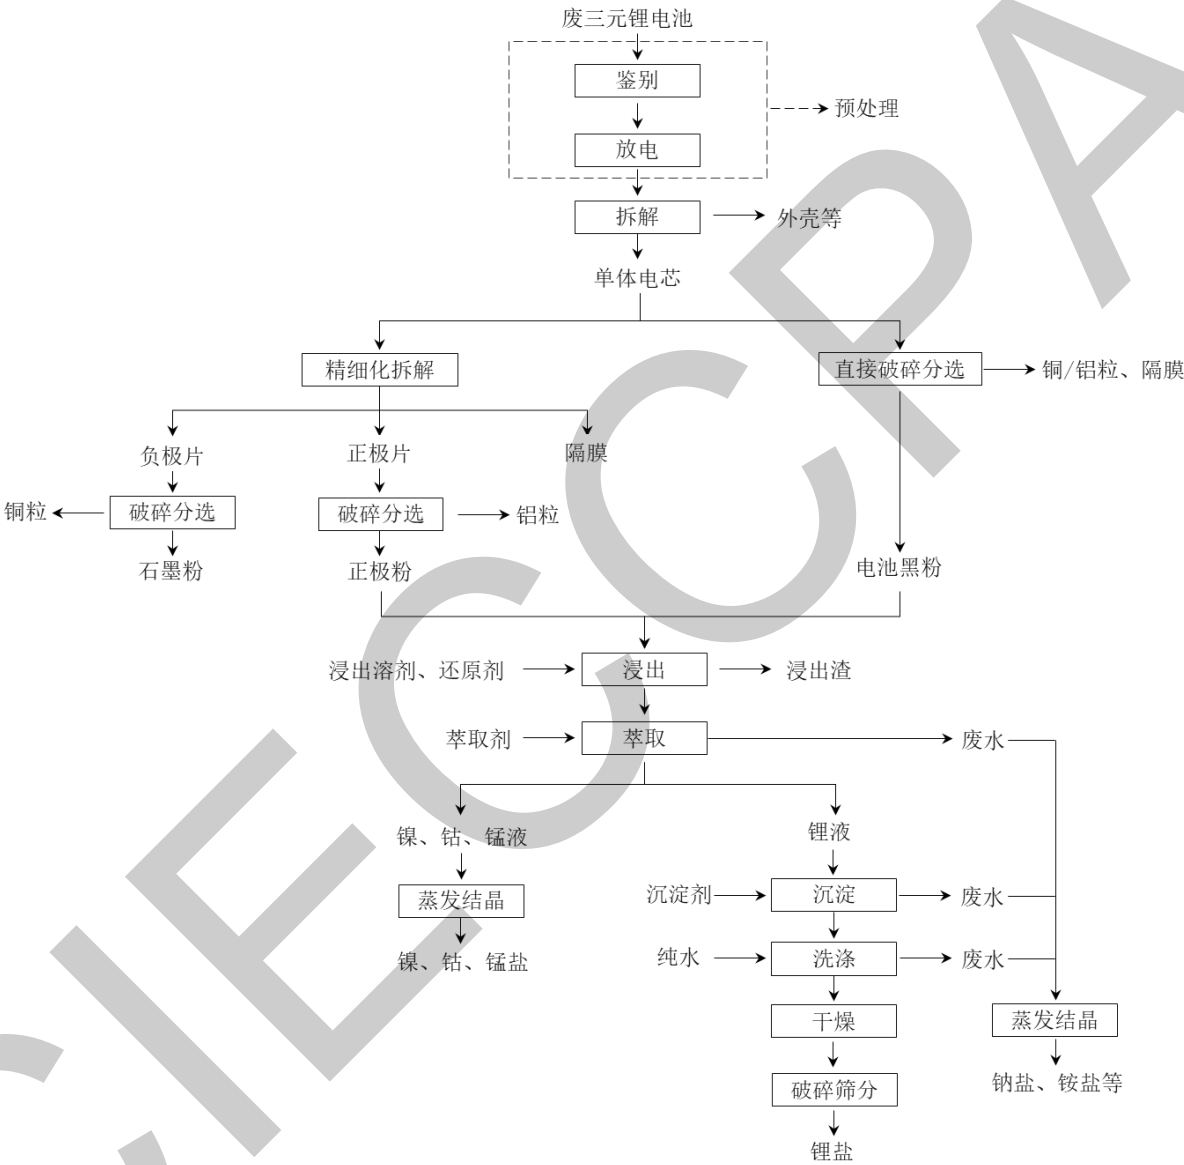 废三元锂电池
鉴别
放电
预处理
拆解
外壳等
单体电芯
精细化拆解
直接破碎分选
铜/铝粒、隔膜
负极片
正极片
隔膜
铜粒
破碎分选
破碎分选
铝粒
石墨粉
正极粉
电池黑粉
浸出溶剂、还原剂
浸出
浸出渣
萃取剂
萃取
废水
镍、钴、锰液
锂液
蒸发结晶
沉淀剂
沉淀
废水
镍、钴、锰盐
纯水
洗涤
废水
干燥
蒸发结晶
破碎筛分
钠盐、铵盐等
锂盐
CIECCPA